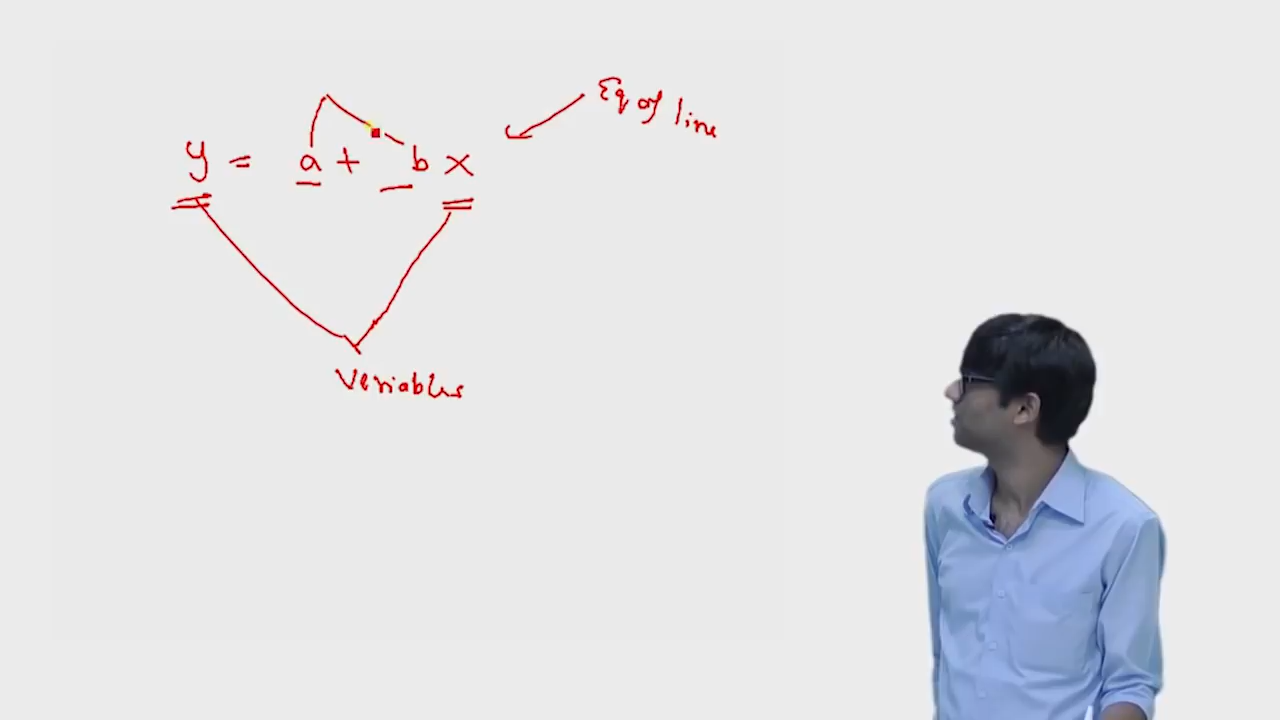 Eq of line
y = a + b x
Variables